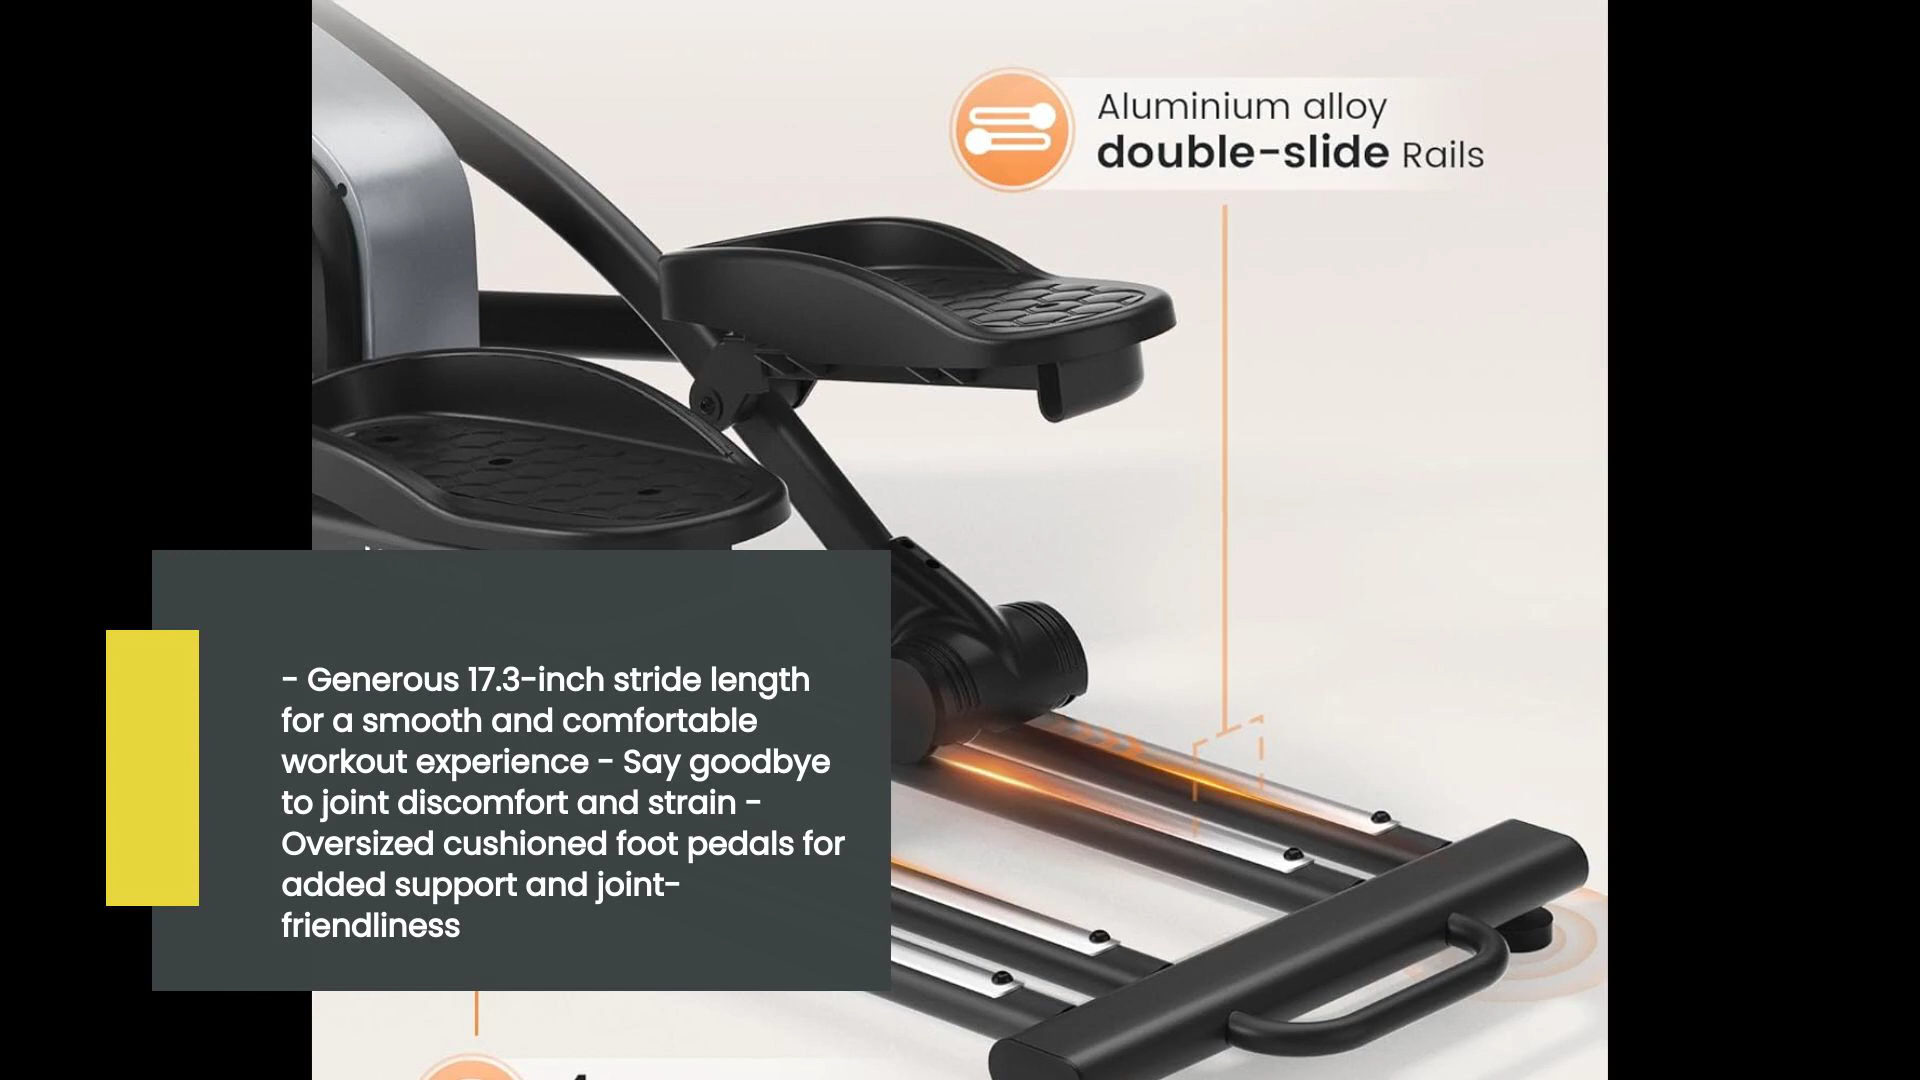 Aluminium alloy
double-slide Rails
- Generous 17.3-inch stride length
for a smooth and comfortable
workout experience - Say goodbye
to joint discomfort and strain -
Oversized cushioned foot pedals for
added support and joint-
friendliness